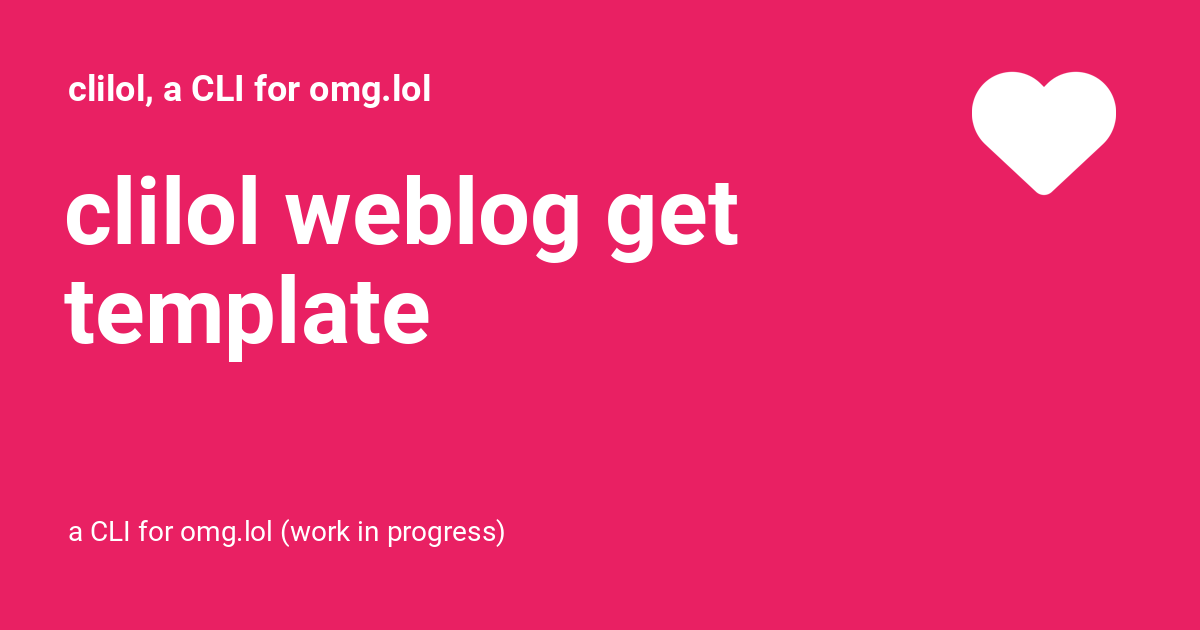 clilol, a CLI for omg.lol
clilol weblog get
template
a CLI for omg.lol (work in progress)